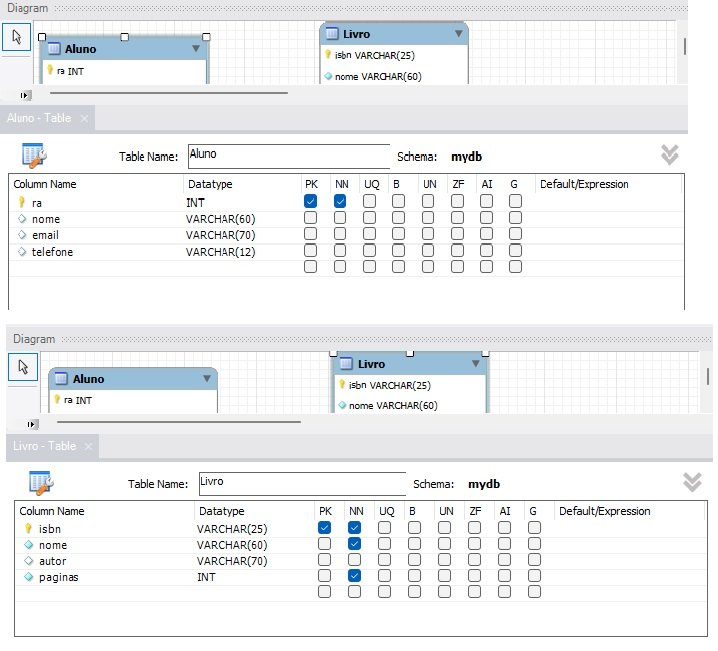 Diagram
Aluno
ra INT
Livro
isbn VARCHAR(25)
nome VARCHAR(60)
Aluno - Table
Table Name: Aluno Schema: mydb
Column Name Datatype PK NN UQ B UN ZF AI G Default/Expression
ra INT
nome VARCHAR(60)
email VARCHAR(70)
telefone VARCHAR(12)
Diagram
Aluno
ra INT
Livro
isbn VARCHAR(25)
nome VARCHAR(60)
Livro - Table
Table Name: Livro Schema: mydb
Column Name Datatype PK NN UQ B UN ZF AI G Default/Expression
isbn VARCHAR(25)
nome VARCHAR(60)
autor VARCHAR(70)
paginas INT